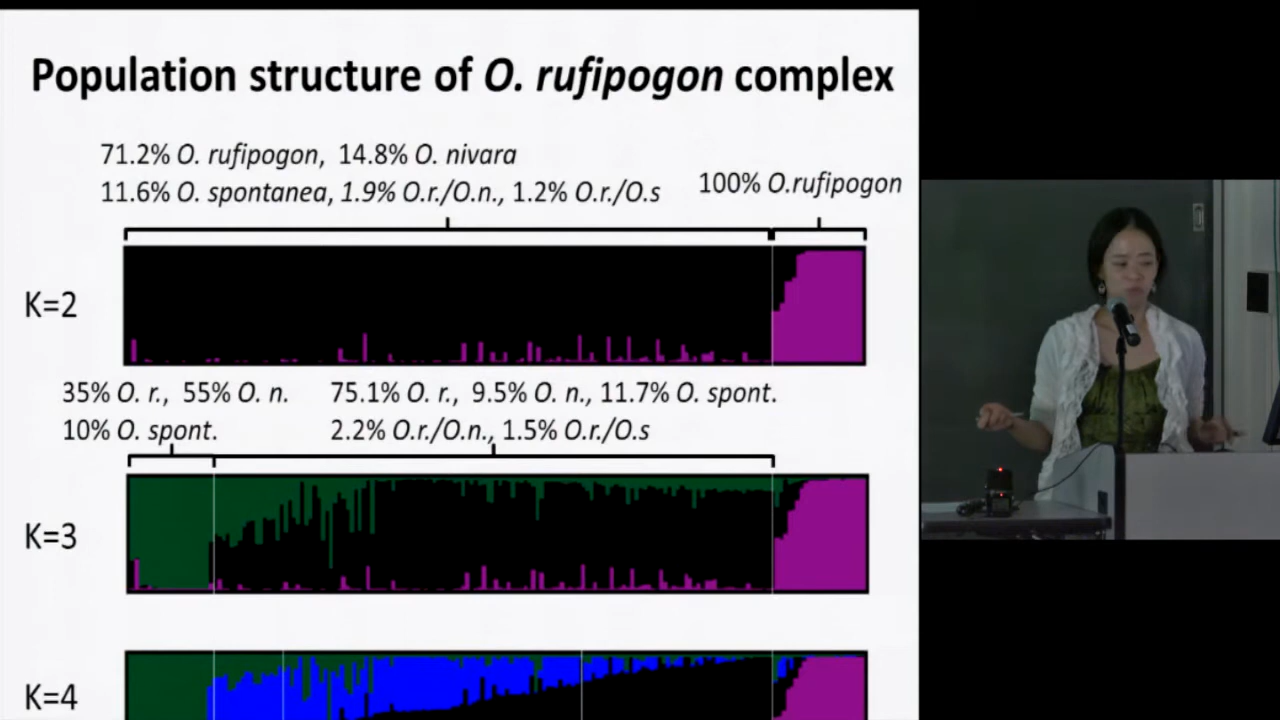 Population structure of O. rufipogon complex
71.2% O. rufipogon, 14.8% O. nivara
11.6% O. spontanea, 1.9% O.r./O.n., 1.2% O.r./O.s
100% O.rufipogon
K=2
35% O. r., 55% O. n.
10% O. spont.
75.1% O. r., 9.5% O. n., 11.7% O. spont.
2.2% O.r./O.n., 1.5% O.r./O.s
K=3
K=4